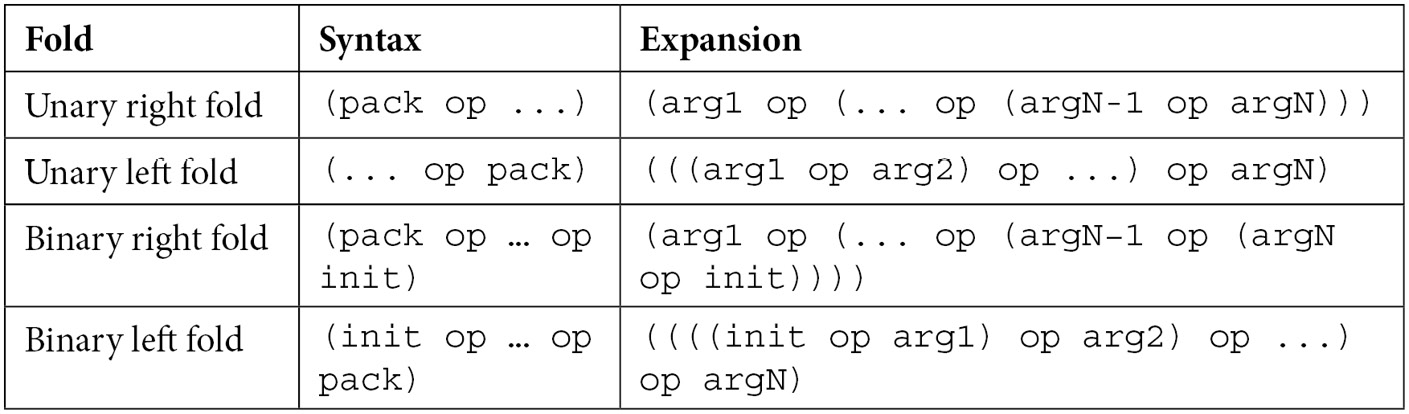 Fold Syntax Expansion
Unary right fold (pack op ...) (arg1 op (... op (argN-1 op argN)))
Unary left fold (... op pack) (((arg1 op arg2) op ...) op argN)
Binary right fold (pack op … op (arg1 op (... op (argN–1 op (argN
init) op init))))
Binary left fold (init op … op ((((init op arg1) op arg2) op ...)
pack) op argN)